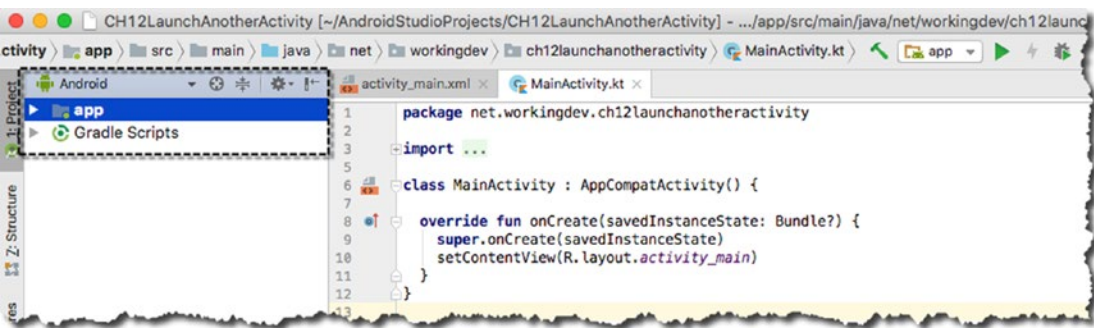 CH12LaunchAnotherActivity [~/AndroidStudioProjects/CH12LaunchAnotherActivity] - .../app/src/main/java/net/workingdev/ch12launc
ctivity app src main java net workingdev ch12launchanotheractivity MainActivity.kt app
1: Project
Android
app
Gradle Scripts
Z: Structure
activity_main.xml MainActivity.kt
1 package net.workingdev.ch12launchanotheractivity
2
3 import ...
5
6 class MainActivity : AppCompatActivity() {
7
8 override fun onCreate(savedInstanceState: Bundle?) {
9 super.onCreate(savedInstanceState)
10 setContentView(R.layout.activity_main)
11 }
12 }
13